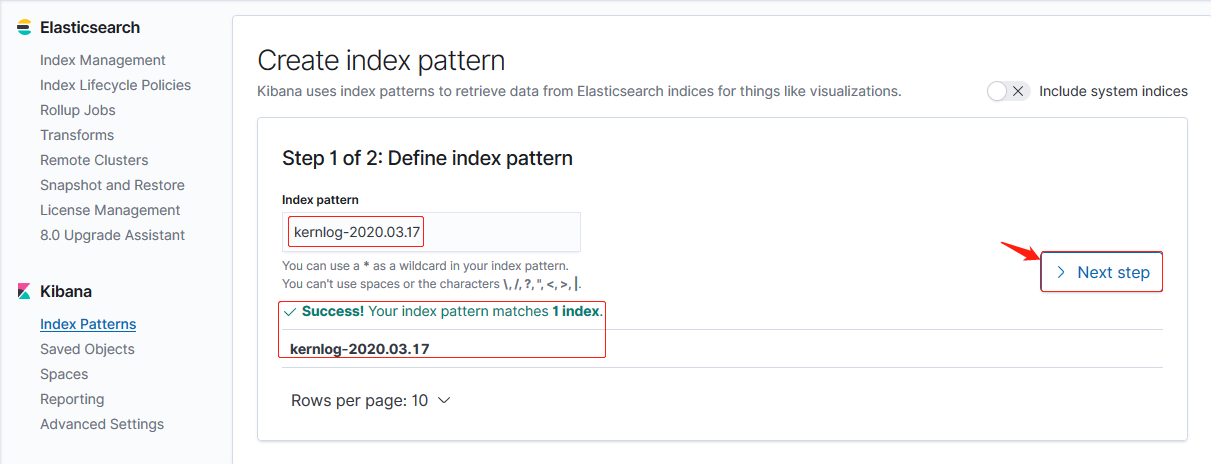 Elasticsearch
Index Management
Index Lifecycle Policies
Rollup Jobs
Transforms
Remote Clusters
Snapshot and Restore
License Management
8.0 Upgrade Assistant
Kibana
Index Patterns
Saved Objects
Spaces
Reporting
Advanced Settings
Create index pattern
Kibana uses index patterns to retrieve data from Elasticsearch indices for things like visualizations.
Include system indices
Step 1 of 2: Define index pattern
Index pattern
kernlog-2020.03.17
You can use a * as a wildcard in your index pattern.
You can't use spaces or the characters \, /, ?, ", <, >, |.
Next step
Success! Your index pattern matches 1 index.
kernlog-2020.03.17
Rows per page: 10